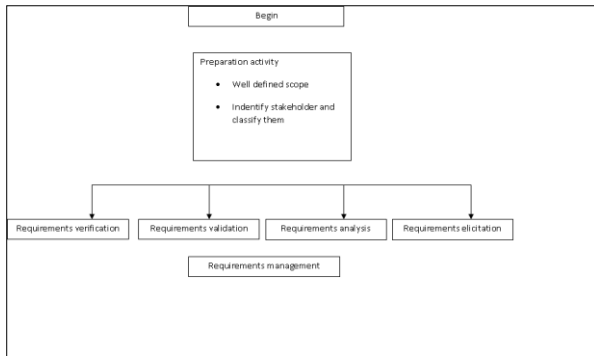 Begin
Preparation activity
• Well defined scope
• Indentify stakeholder and
classify them
Requirements verification
Requirements validation
Requirements analysis
Requirements elicitation
Requirements management